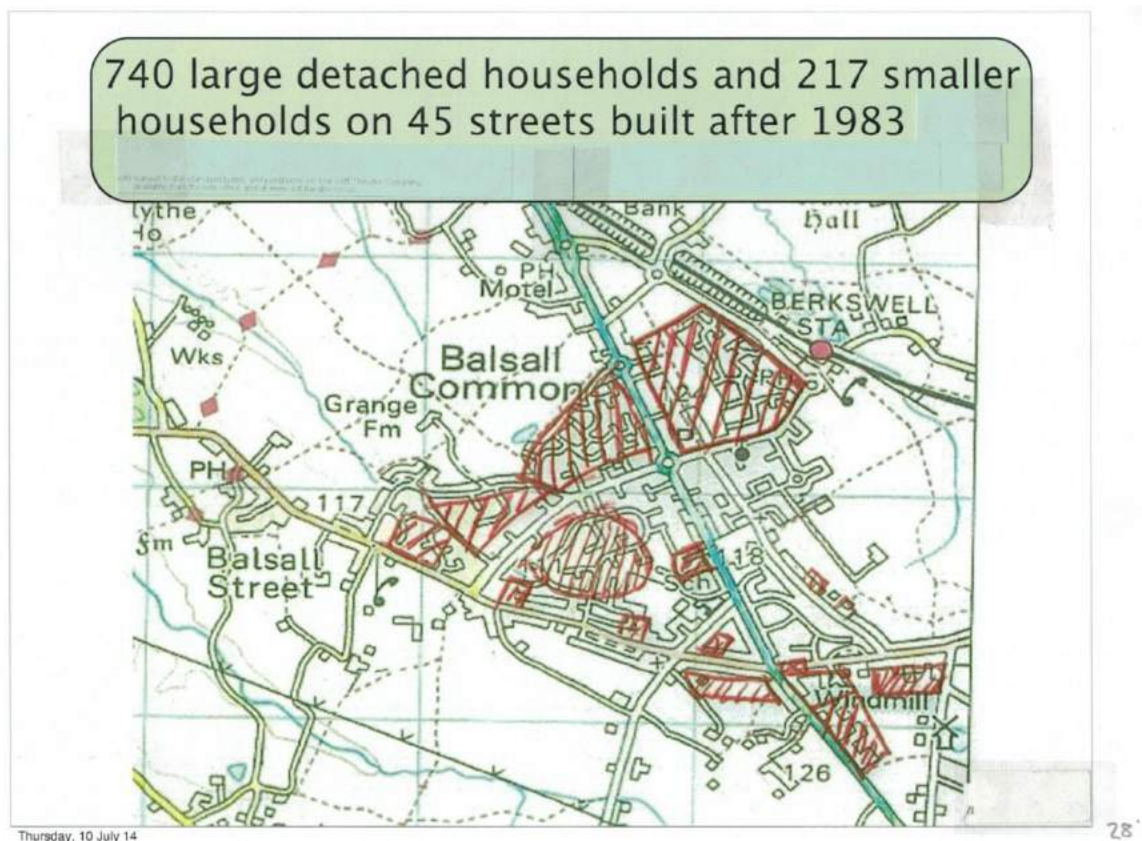 740 large detached households and 217 smaller
households on 45 streets built after 1983
lythe
Ho
Bank
Hall
PH
Motel
BERKSWELL
STA
Wks
Balsall
Common
PH
Grange
Fm
PH
117
Fm
Balsall
Street
118
Sch
Windmill
126
Thursday, 10 July 14
28